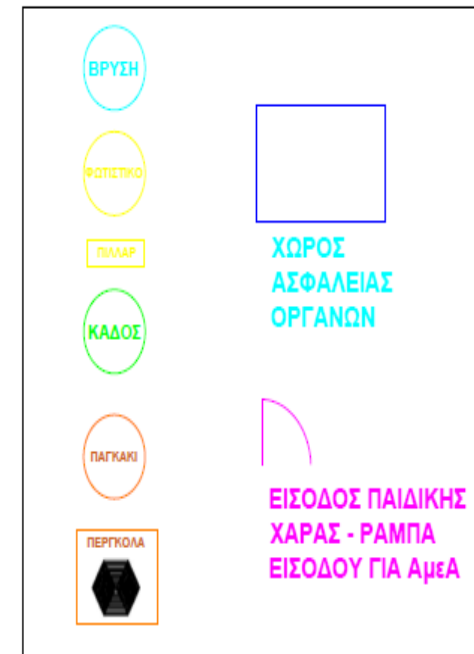 ΒΡΥΣΗ
ΦΩΤΙΣΤΙΚΟ
ΠΙΛΛΑΡ
ΚΑΔΟΣ
ΠΑΓΚΑΚΙ
ΠΕΡΓΚΟΛΑ
ΧΩΡΟΣ
ΑΣΦΑΛΕΙΑΣ
ΟΡΓΑΝΩΝ
ΕΙΣΟΔΟΣ ΠΑΙΔΙΚΗΣ
ΧΑΡΑΣ - ΡΑΜΠΑ
ΕΙΣΟΔΟΥ ΓΙΑ ΑμεΑ